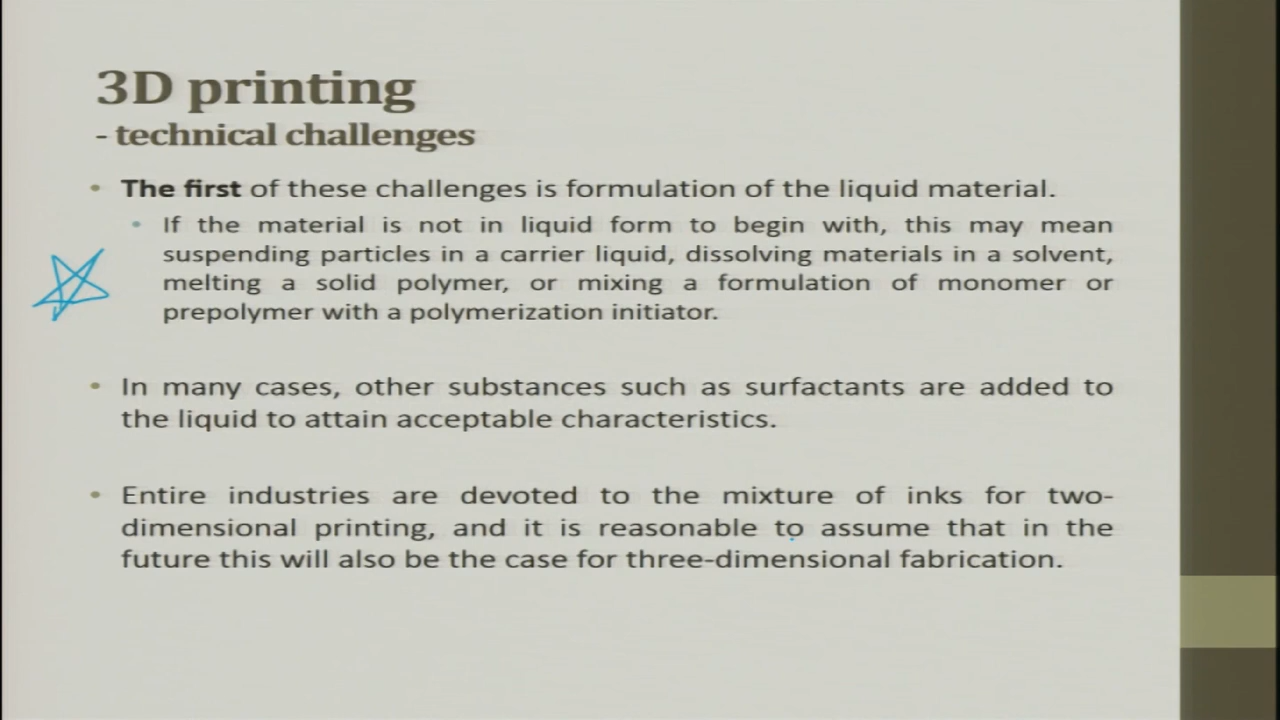 3D printing
- technical challenges
• The first of these challenges is formulation of the liquid material.
• If the material is not in liquid form to begin with, this may mean
suspending particles in a carrier liquid, dissolving materials in a solvent,
melting a solid polymer, or mixing a formulation of monomer or
prepolymer with a polymerization initiator.
• In many cases, other substances such as surfactants are added to
the liquid to attain acceptable characteristics.
• Entire industries are devoted to the mixture of inks for two-
dimensional printing, and it is reasonable to assume that in the
future this will also be the case for three-dimensional fabrication.